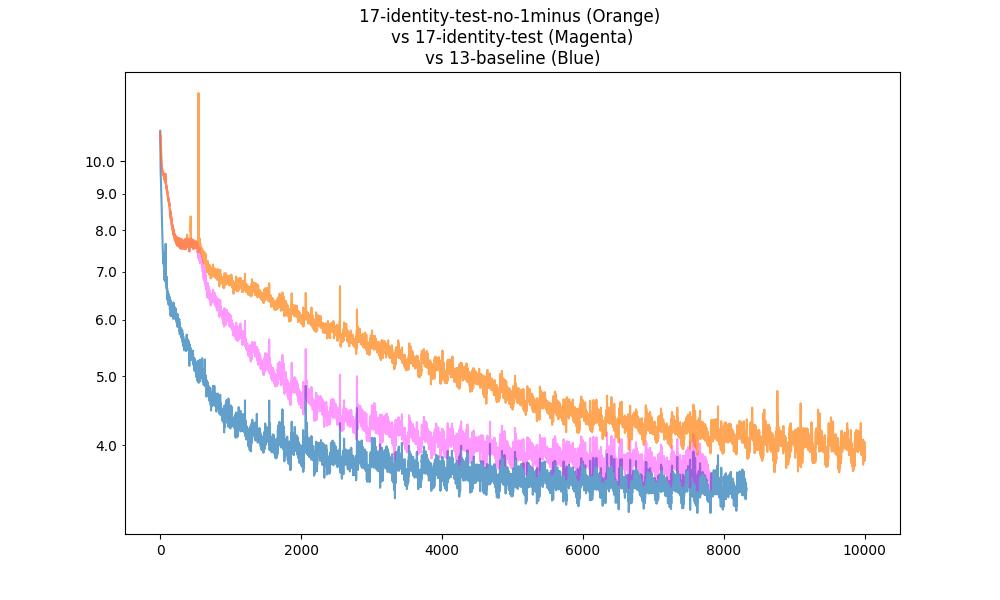 17-identity-test-no-1minus (Orange)
vs 17-identity-test (Magenta)
vs 13-baseline (Blue)
10.0
9.0
8.0
7.0
6.0
5.0
4.0
0 2000 4000 6000 8000 10000